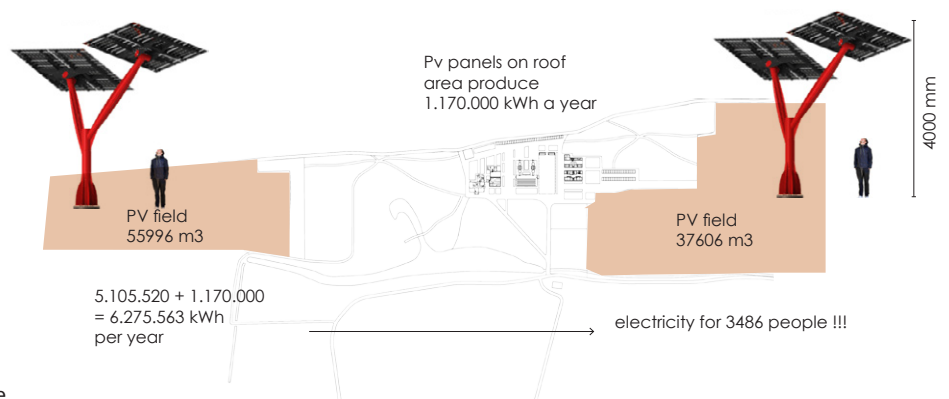 Pv panels on roof
area produce
1.170.000 kWh a year
4000 mm
PV field
55996 m3
PV field
37606 m3
5.105.520 + 1.170.000
= 6.275.563 kWh
per year
electricity for 3486 people !!!
e